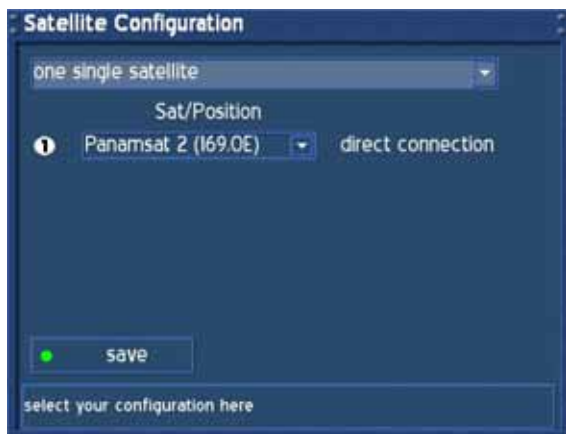 Satellite Configuration
one single satellite
Sat/Position
1 Panamsat 2 (169.0E) direct connection
save
select your configuration here